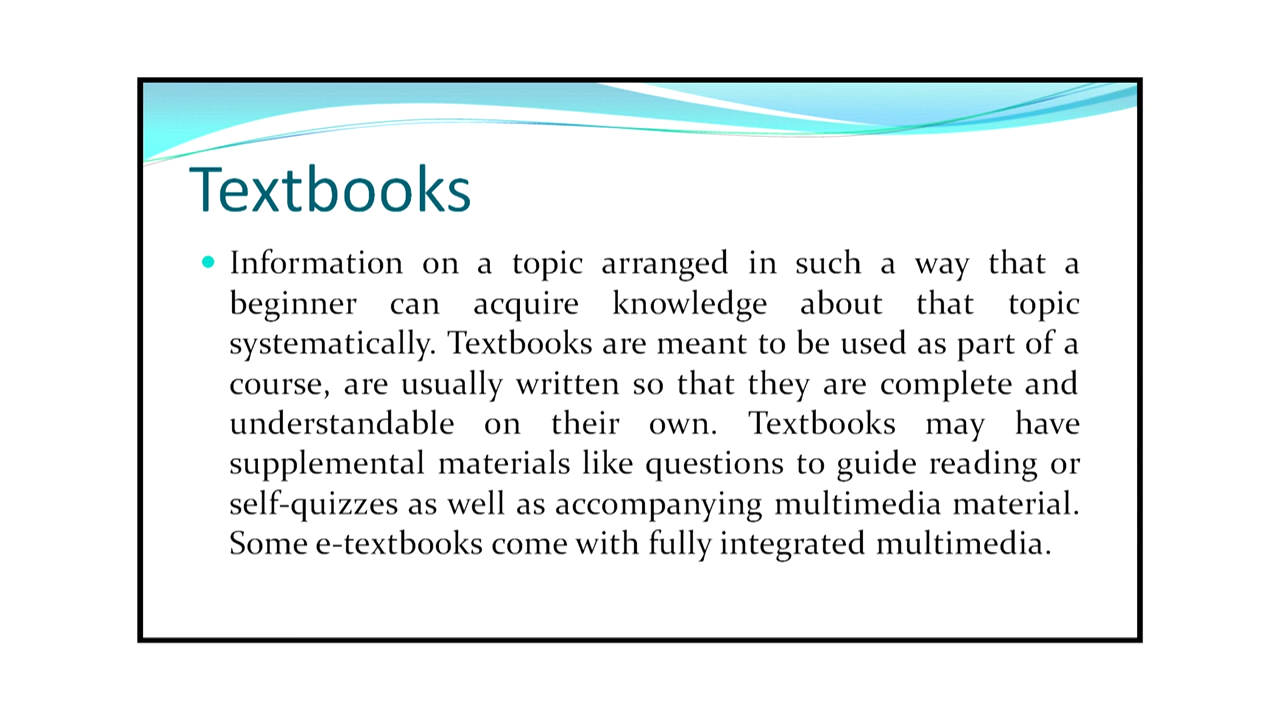 Textbooks
Information on a topic arranged in such a way that a
beginner can acquire knowledge about that topic
systematically. Textbooks are meant to be used as part of a
course, are usually written so that they are complete and
understandable on their own. Textbooks may have
supplemental materials like questions to guide reading or
self-quizzes as well as accompanying multimedia material.
Some e-textbooks come with fully integrated multimedia.